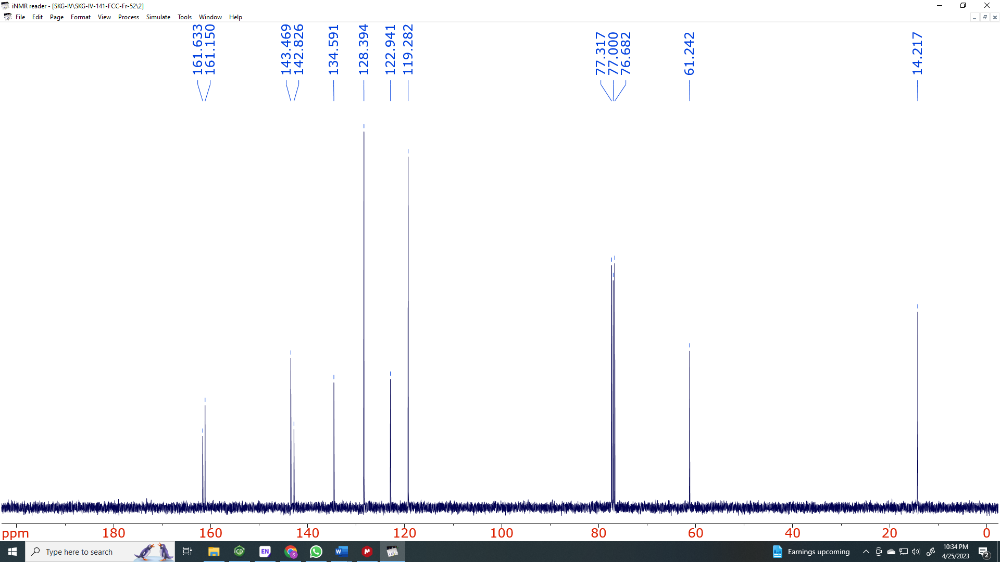 iNMR reader - [SKG-IV\SKG-IV-141-FCC-Fr-52\2]
File Edit Page Format View Process Simulate Tools Window Help
161.633
161.150
143.469
142.826
134.591
128.394
122.941
119.282
77.317
77.000
76.682
61.242
14.217
ppm 180 160 140 120 100 80 60 40 20 0
Type here to search
EN
S
W
Earnings upcoming
10:34 PM
4/25/2023
2